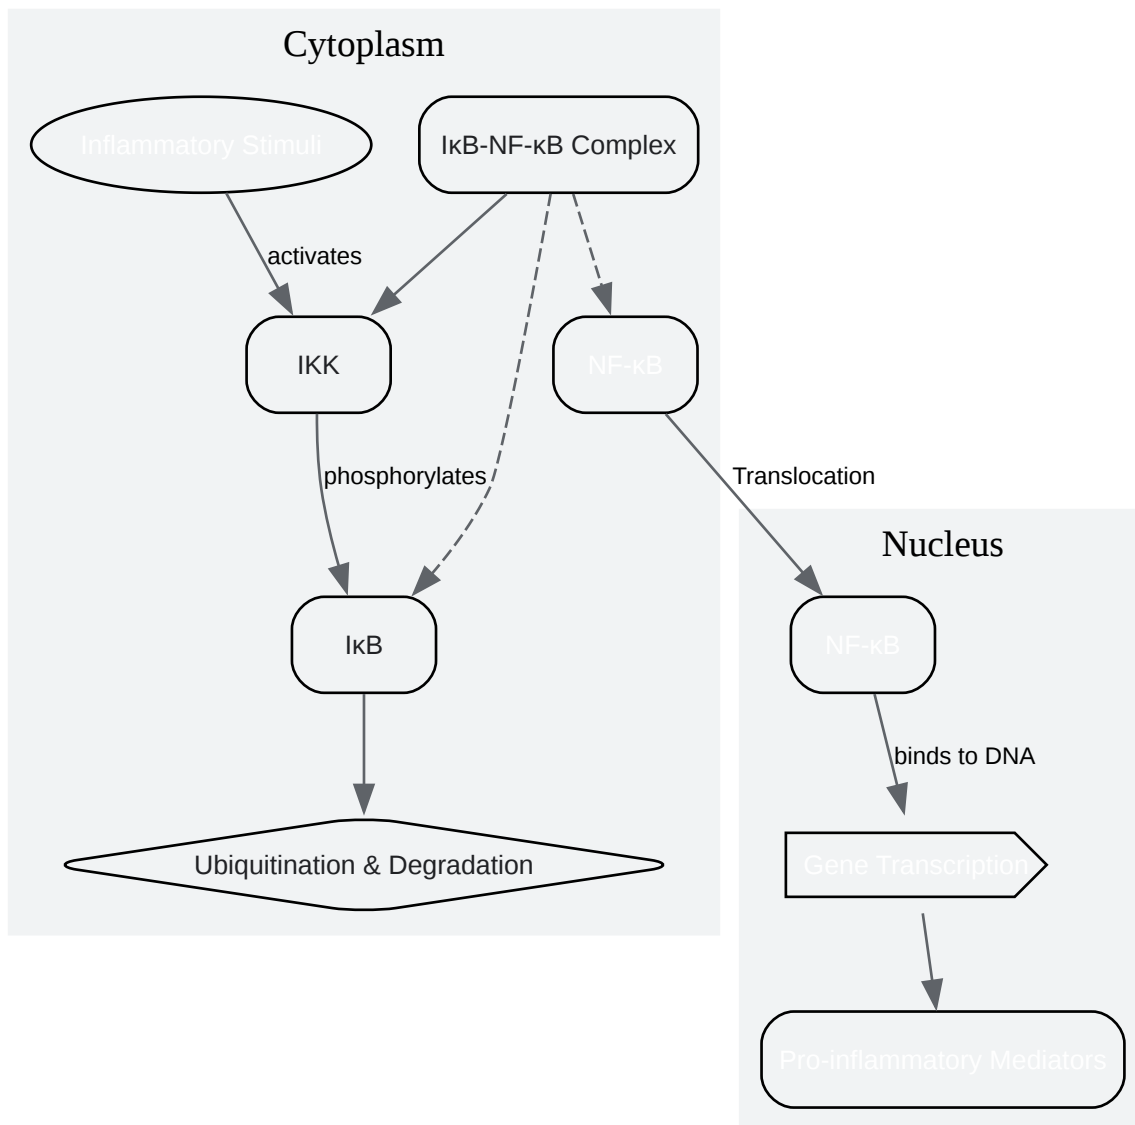 Cytoplasm
Inflammatory Stimuli
IκB-NF-κB Complex
activates
IKK
NF-κB
phosphorylates
Translocation
Nucleus
IκB
NF-κB
binds to DNA
Ubiquitination & Degradation
Gene Transcription
Pro-inflammatory Mediators